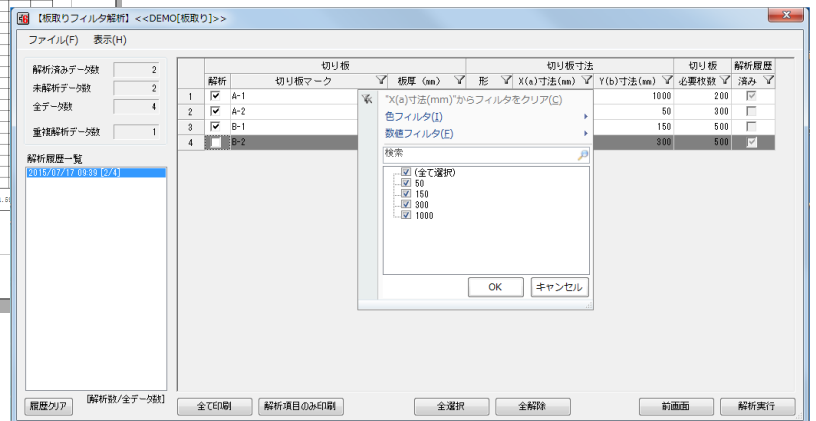 【板取りフィルタ解析】 <<DEMO[板取り]>>
ファイル(F) 表示(H)
解析済みデータ数 2
未解析データ数 2
全データ数 4
重複解析データ数 1
解析履歴一覧
2015/07/17 09:39 [2/4]
切り板 切り板寸法 切り板 解析履歴
解析 切り板マーク 板厚 (mm) 形 X(a)寸法(mm) Y(b)寸法(mm) 必要枚数 済み
1 A-1 1000 200
2 A-2 50 300
3 B-1 150 500
4 B-2 300 500
"X(a)寸法(mm)"からフィルタをクリア(C)
色フィルタ(I)
数値フィルタ(F)
検索
(全て選択)
50
150
300
1000
OK キャンセル
履歴クリア [解析数/全データ数] 全て印刷 解析項目のみ印刷 全選択 全解除 前画面 解析実行